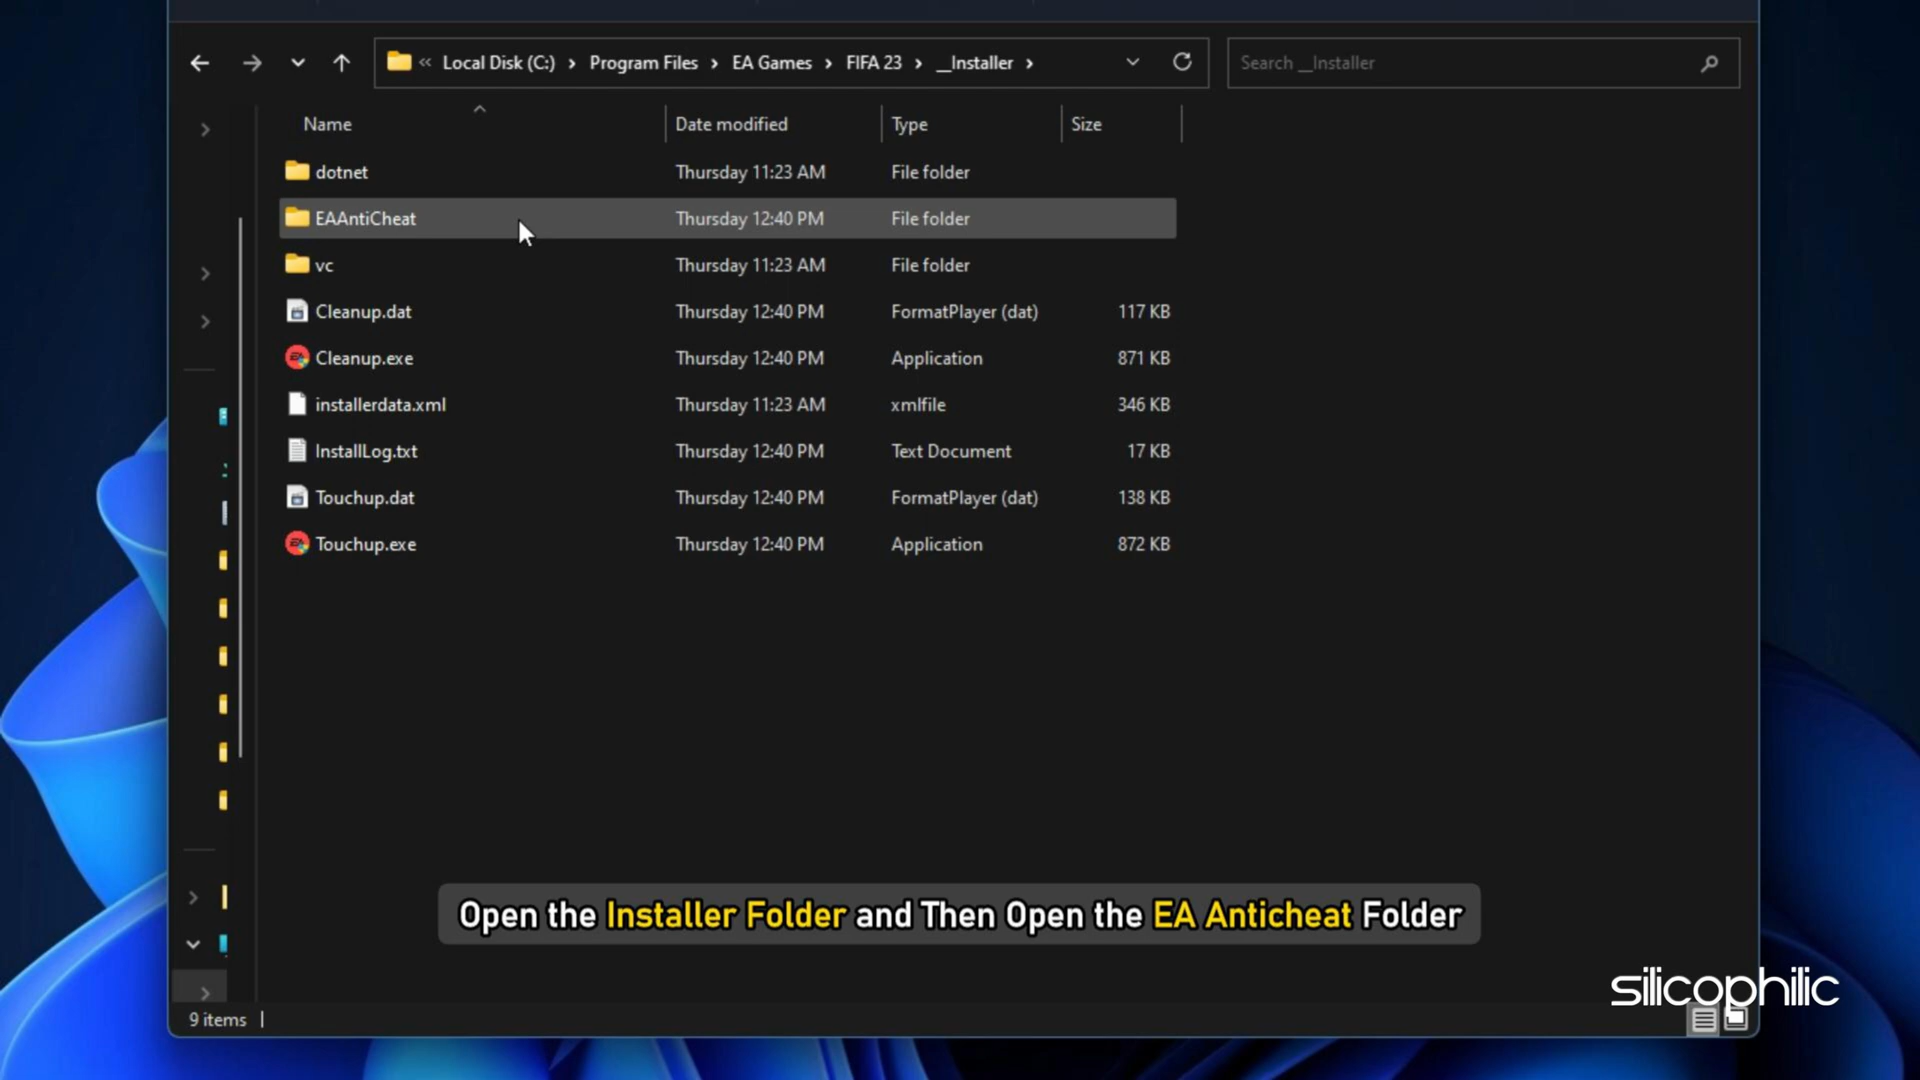 « Local Disk (C:) › Program Files › EA Games › FIFA 23 › __Installer ›
Search __Installer
Name Date modified Type Size
dotnet Thursday 11:23 AM File folder
EAAntiCheat Thursday 12:40 PM File folder
vc Thursday 11:23 AM File folder
Cleanup.dat Thursday 12:40 PM FormatPlayer (dat) 117 KB
Cleanup.exe Thursday 12:40 PM Application 871 KB
installerdata.xml Thursday 11:23 AM xmlfile 346 KB
InstallLog.txt Thursday 12:40 PM Text Document 17 KB
Touchup.dat Thursday 12:40 PM FormatPlayer (dat) 138 KB
Touchup.exe Thursday 12:40 PM Application 872 KB
Open the Installer Folder and Then Open the EA Anticheat Folder
silicophilic
9 items